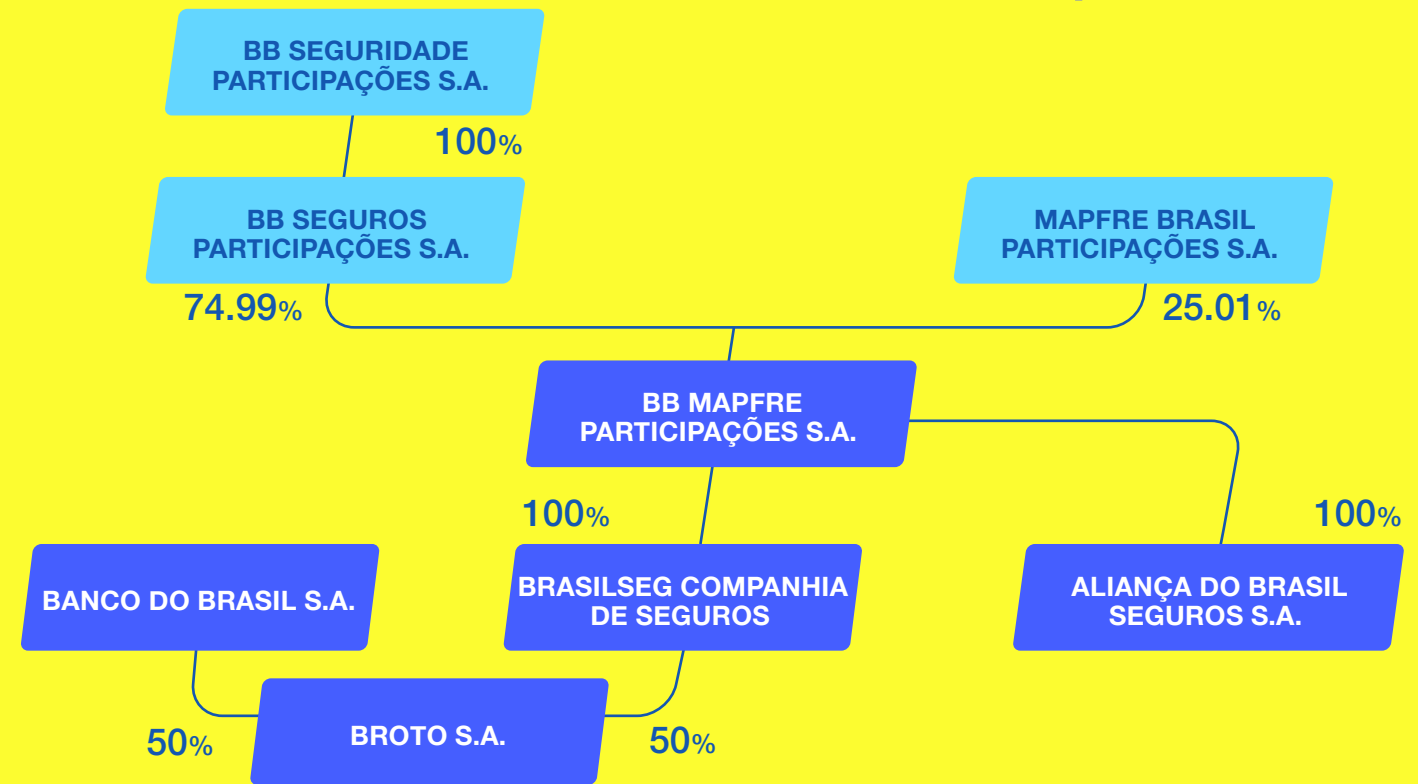 BB SEGURIDADE
PARTICIPAÇÕES S.A.
100%
BB SEGUROS
PARTICIPAÇÕES S.A.
MAPFRE BRASIL
PARTICIPAÇÕES S.A.
74.99%
25.01%
BB MAPFRE
PARTICIPAÇÕES S.A.
100%
100%
BANCO DO BRASIL S.A.
BRASILSEG COMPANHIA
DE SEGUROS
ALIANÇA DO BRASIL
SEGUROS S.A.
50%
BROTO S.A.
50%